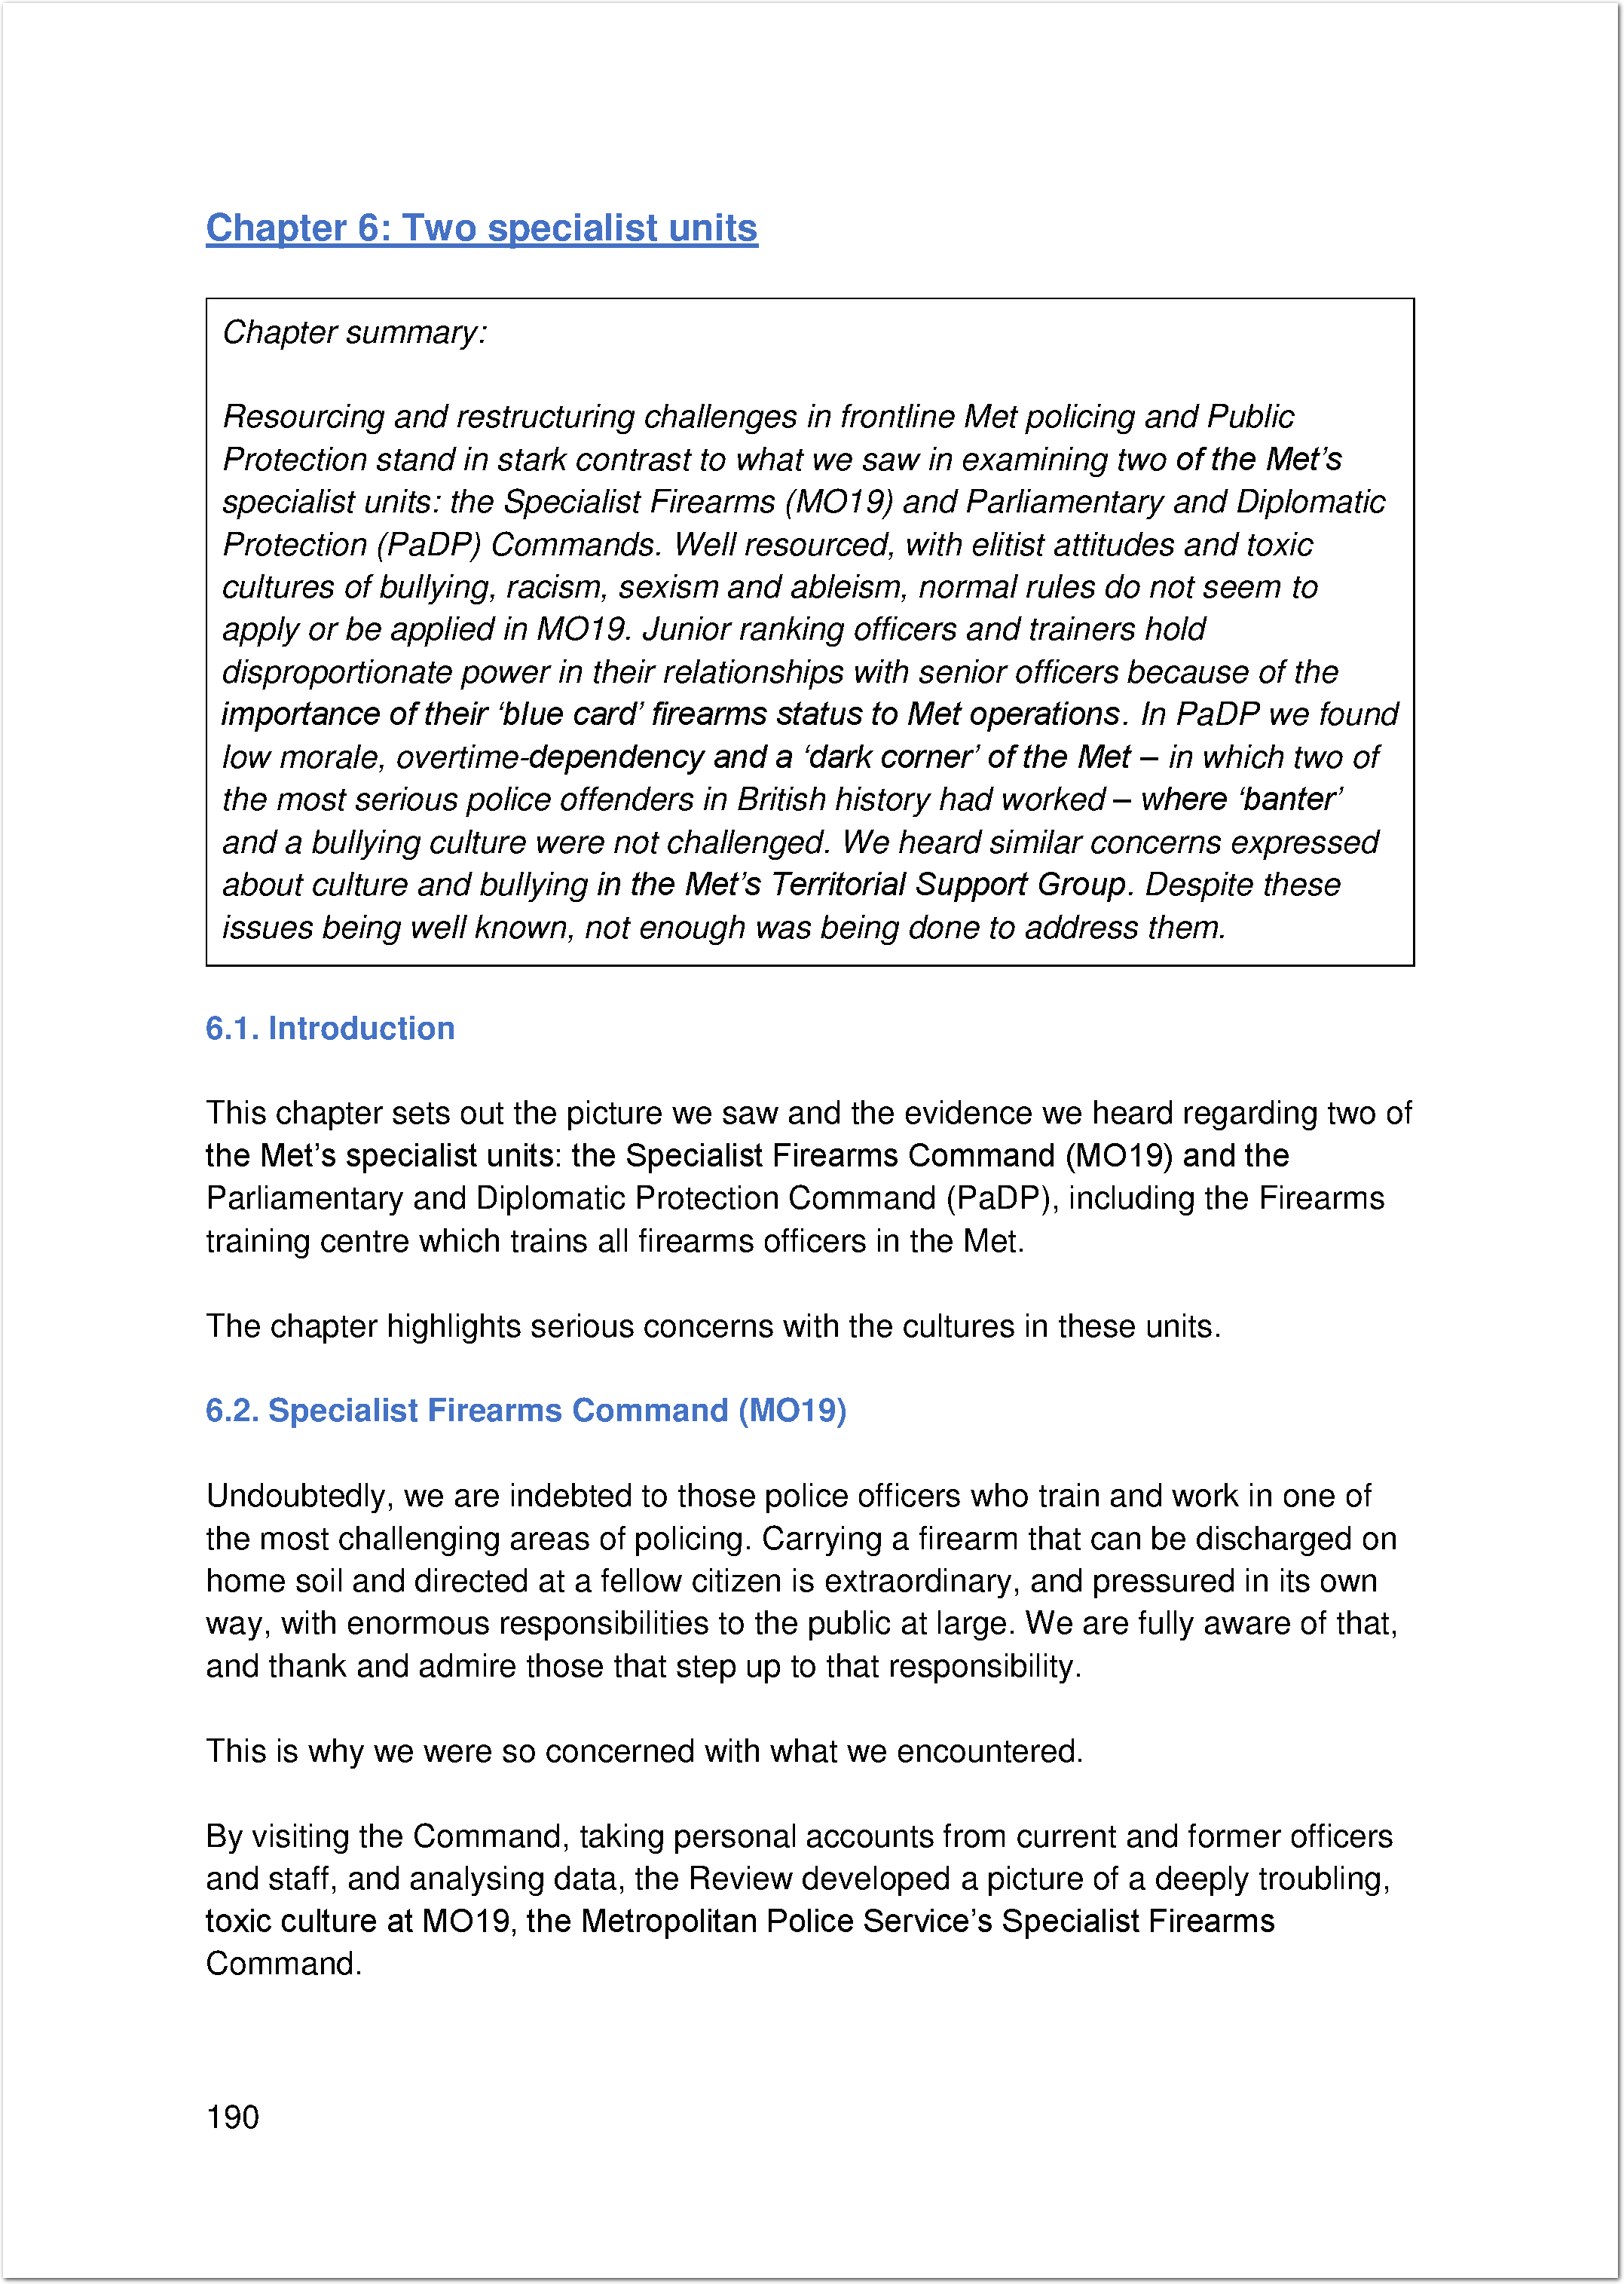 Chapter 6: Two specialist units
Chapter summary:
Resourcing and restructuring challenges in frontline Met policing and Public
Protection stand in stark contrast to what we saw in examining two of the Met’s
specialist units: the Specialist Firearms (MO19) and Parliamentary and Diplomatic
Protection (PaDP) Commands. Well resourced, with elitist attitudes and toxic
cultures of bullying, racism, sexism and ableism, normal rules do not seem to
apply or be applied in MO19. Junior ranking officers and trainers hold
disproportionate power in their relationships with senior officers because of the
importance of their ‘blue card’ firearms status to Met operations. In PaDP we found
low morale, overtime-dependency and a ‘dark corner’ of the Met – in which two of
the most serious police offenders in British history had worked – where ‘banter’
and a bullying culture were not challenged. We heard similar concerns expressed
about culture and bullying in the Met’s Territorial Support Group. Despite these
issues being well known, not enough was being done to address them.
6.1. Introduction
This chapter sets out the picture we saw and the evidence we heard regarding two of
the Met’s specialist units: the Specialist Firearms Command (MO19) and the
Parliamentary and Diplomatic Protection Command (PaDP), including the Firearms
training centre which trains all firearms officers in the Met.
The chapter highlights serious concerns with the cultures in these units.
6.2. Specialist Firearms Command (MO19)
Undoubtedly, we are indebted to those police officers who train and work in one of
the most challenging areas of policing. Carrying a firearm that can be discharged on
home soil and directed at a fellow citizen is extraordinary, and pressured in its own
way, with enormous responsibilities to the public at large. We are fully aware of that,
and thank and admire those that step up to that responsibility.
This is why we were so concerned with what we encountered.
By visiting the Command, taking personal accounts from current and former officers
and staff, and analysing data, the Review developed a picture of a deeply troubling,
toxic culture at MO19, the Metropolitan Police Service’s Specialist Firearms
Command.
190